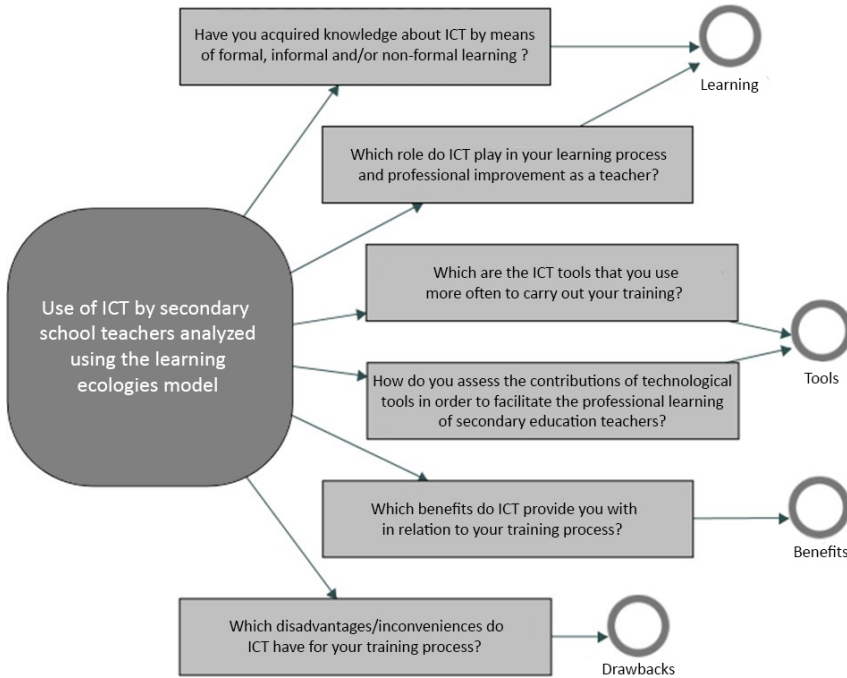 Have you acquired knowledge about ICT by means
of formal, informal and/or non-formal learning ?
Learning
Which role do ICT play in your learning process
and professional improvement as a teacher?
Use of ICT by secondary
school teachers analyzed
using the learning
ecologies model
Which are the ICT tools that you use
more often to carry out your training?
Tools
How do you assess the contributions of technological
tools in order to facilitate the professional learning
of secondary education teachers?
Which benefits do ICT provide you with
in relation to your training process?
Benefits
Which disadvantages/inconveniences do
ICT have for your training process?
Drawbacks